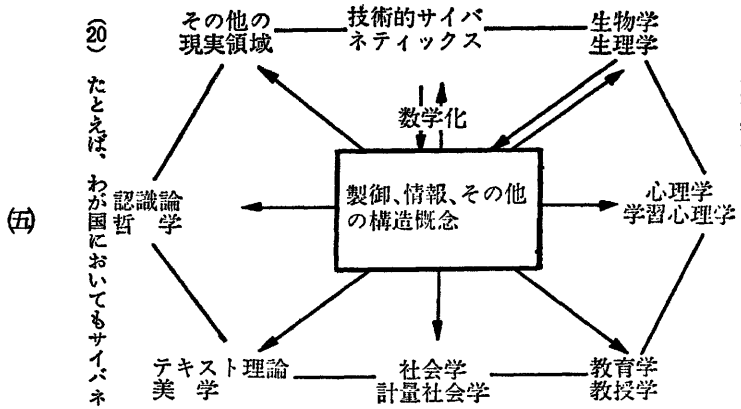 その他の
現実領域
技術的サイバ
ネティックス
生物学
生理学
数学化
製御、情報、その他
の構造概念
認識論
哲 学
心理学
学習心理学
テキスト理論
美 学
社会学
計量社会学
教育学
教授学
(20) たとえば、わが国においてもサイバネ
(五)